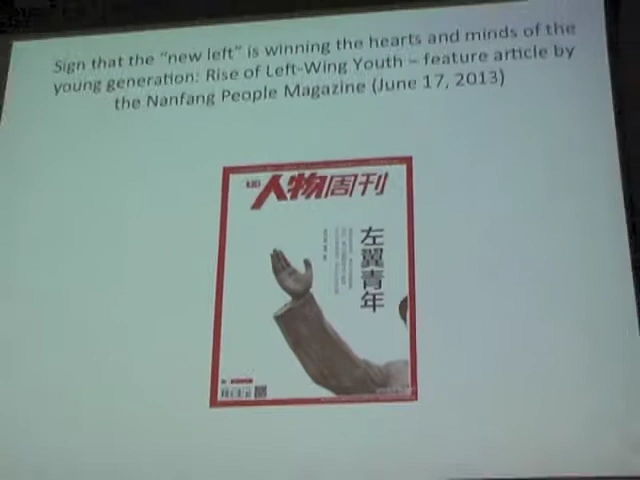 Sign that the “new left” is winning the hearts and minds of the
young generation: Rise of Left-Wing Youth – feature article by
the Nanfang People Magazine (June 17, 2013)
人物周刊
左翼青年